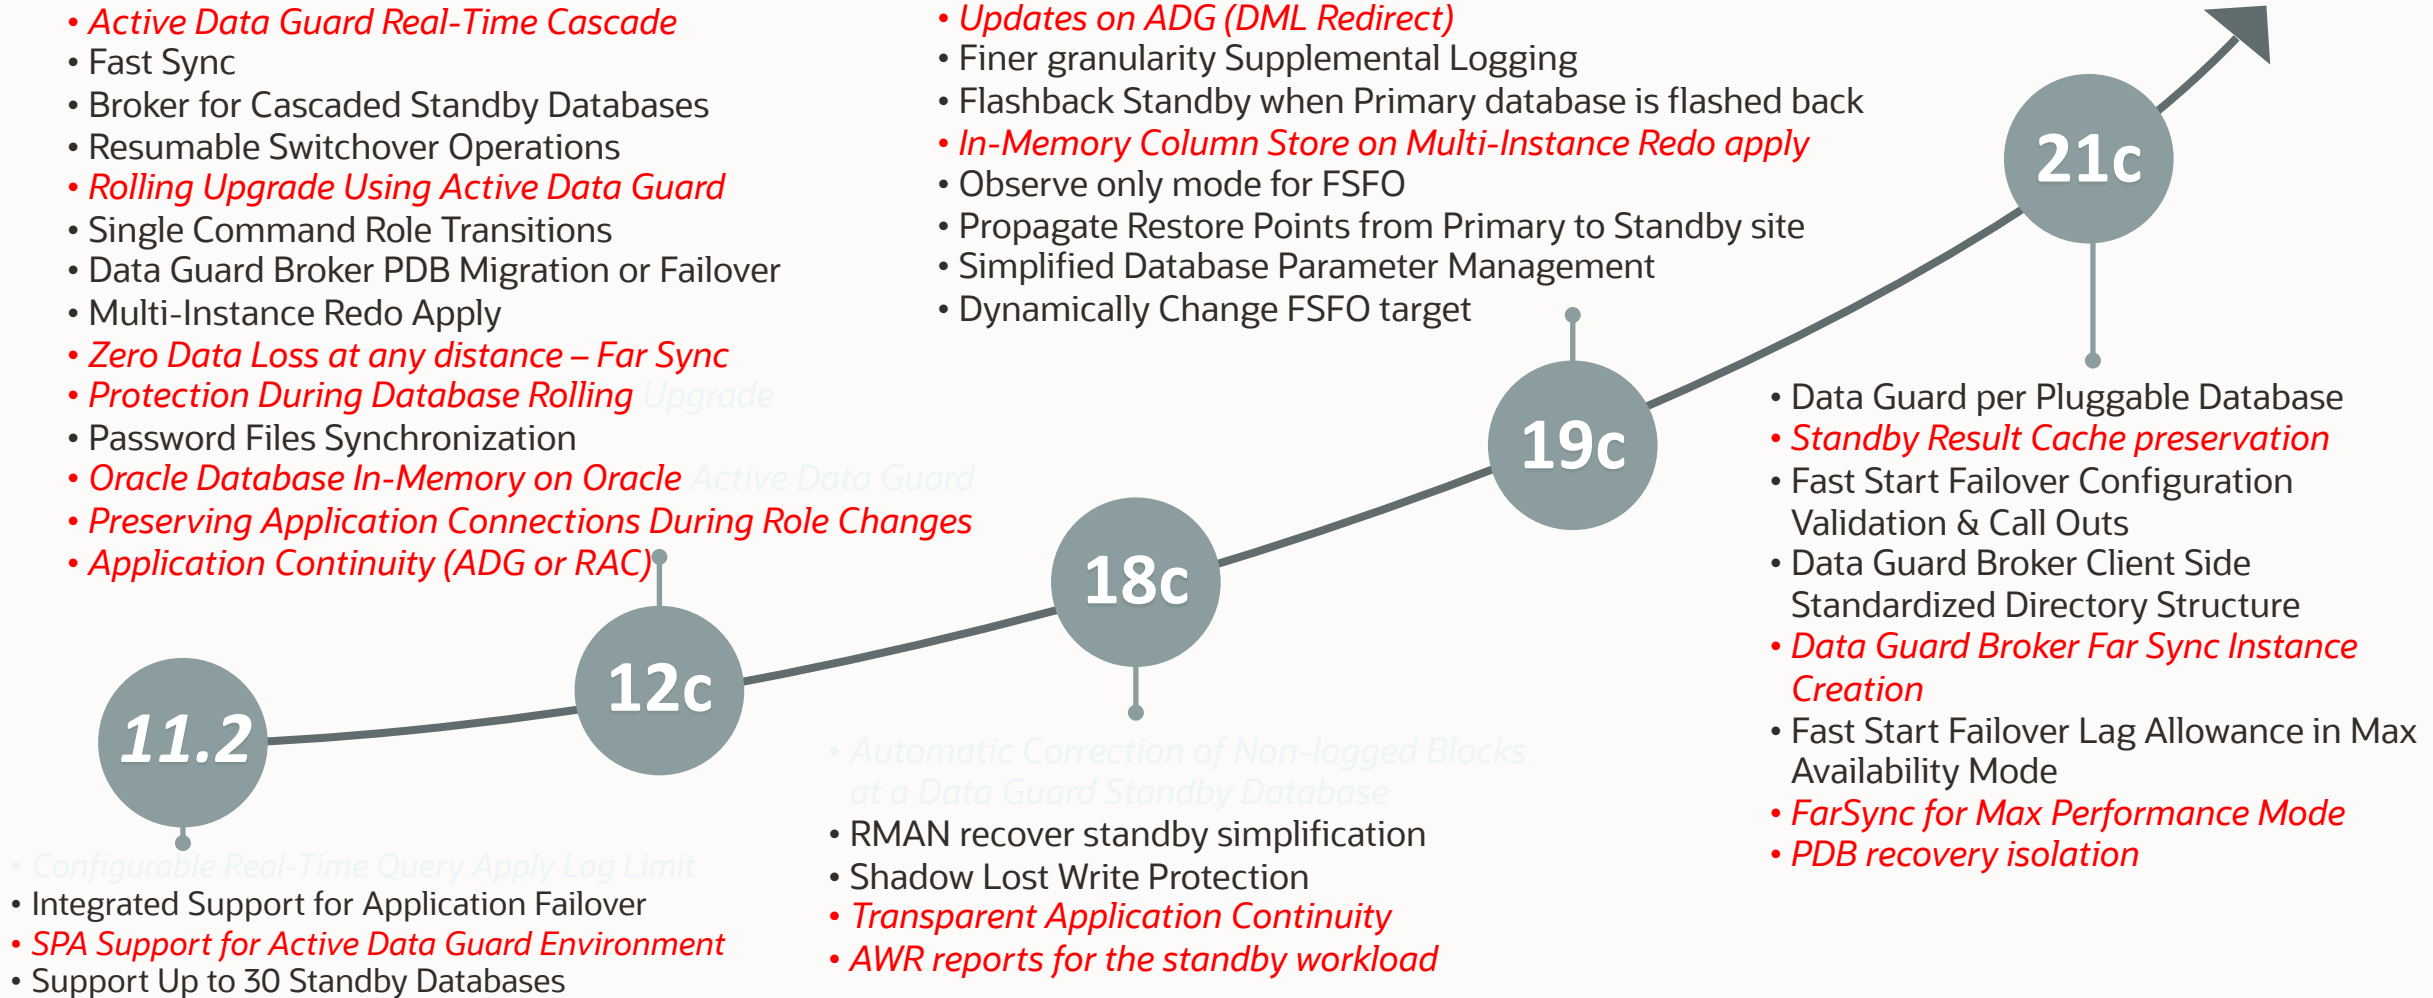 • Active Data Guard Real-Time Cascade
• Fast Sync
• Broker for Cascaded Standby Databases
• Resumable Switchover Operations
• Rolling Upgrade Using Active Data Guard
• Single Command Role Transitions
• Data Guard Broker PDB Migration or Failover
• Multi-Instance Redo Apply
• Zero Data Loss at any distance – Far Sync
• Protection During Database Rolling Upgrade
• Password Files Synchronization
• Oracle Database In-Memory on Oracle Active Data Guard
• Preserving Application Connections During Role Changes
• Application Continuity (ADG or RAC)
• Updates on ADG (DML Redirect)
• Finer granularity Supplemental Logging
• Flashback Standby when Primary database is flashed back
• In-Memory Column Store on Multi-Instance Redo apply
• Observe only mode for FSFO
• Propagate Restore Points from Primary to Standby site
• Simplified Database Parameter Management
• Dynamically Change FSFO target
21c
19c
18c
12c
11.2
• Configurable Real-Time Query Apply Lag Limit
• Integrated Support for Application Failover
• SPA Support for Active Data Guard Environment
• Support Up to 30 Standby Databases
• Automatic Correction of Non-logged Blocks
at a Data Guard Standby Database
• RMAN recover standby simplification
• Shadow Lost Write Protection
• Transparent Application Continuity
• AWR reports for the standby workload
• Data Guard per Pluggable Database
• Standby Result Cache preservation
• Fast Start Failover Configuration
Validation & Call Outs
• Data Guard Broker Client Side
Standardized Directory Structure
• Data Guard Broker Far Sync Instance
Creation
• Fast Start Failover Lag Allowance in Max
Availability Mode
• FarSync for Max Performance Mode
• PDB recovery isolation